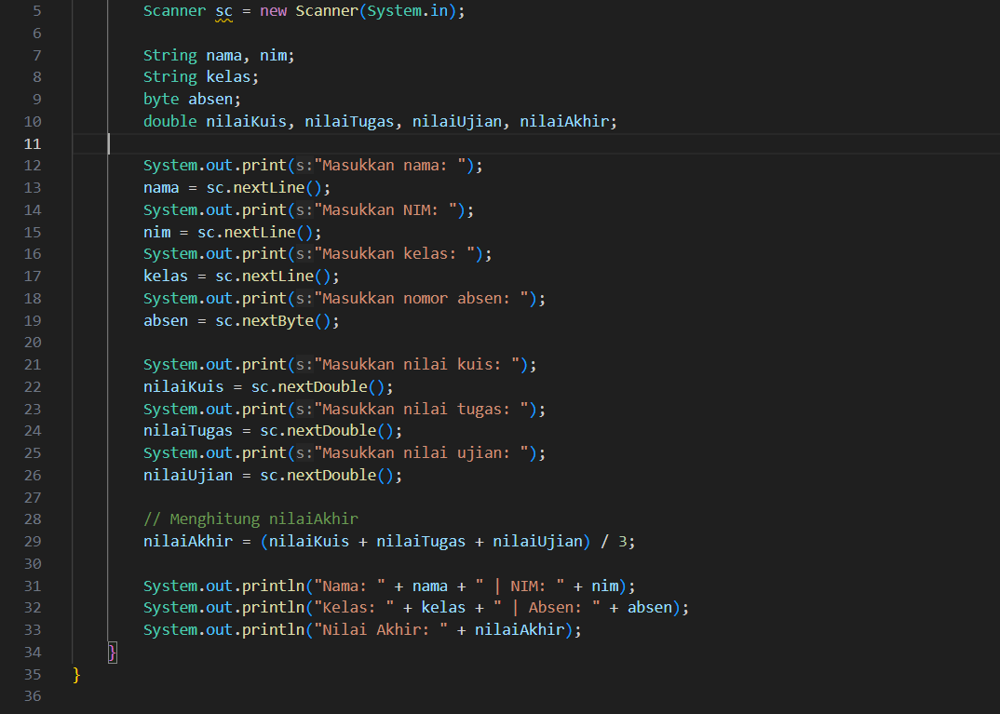 5 Scanner sc = new Scanner(System.in);
6
7 String nama, nim;
8 String kelas;
9 byte absen;
10 double nilaiKuis, nilaiTugas, nilaiUjian, nilaiAkhir;
11
12 System.out.print(s:"Masukkan nama: ");
13 nama = sc.nextLine();
14 System.out.print(s:"Masukkan NIM: ");
15 nim = sc.nextLine();
16 System.out.print(s:"Masukkan kelas: ");
17 kelas = sc.nextLine();
18 System.out.print(s:"Masukkan nomor absen: ");
19 absen = sc.nextByte();
20
21 System.out.print(s:"Masukkan nilai kuis: ");
22 nilaiKuis = sc.nextDouble();
23 System.out.print(s:"Masukkan nilai tugas: ");
24 nilaiTugas = sc.nextDouble();
25 System.out.print(s:"Masukkan nilai ujian: ");
26 nilaiUjian = sc.nextDouble();
27
28 // Menghitung nilaiAkhir
29 nilaiAkhir = (nilaiKuis + nilaiTugas + nilaiUjian) / 3;
30
31 System.out.println("Nama: " + nama + " | NIM: " + nim);
32 System.out.println("Kelas: " + kelas + " | Absen: " + absen);
33 System.out.println("Nilai Akhir: " + nilaiAkhir);
34 }
35 }
36